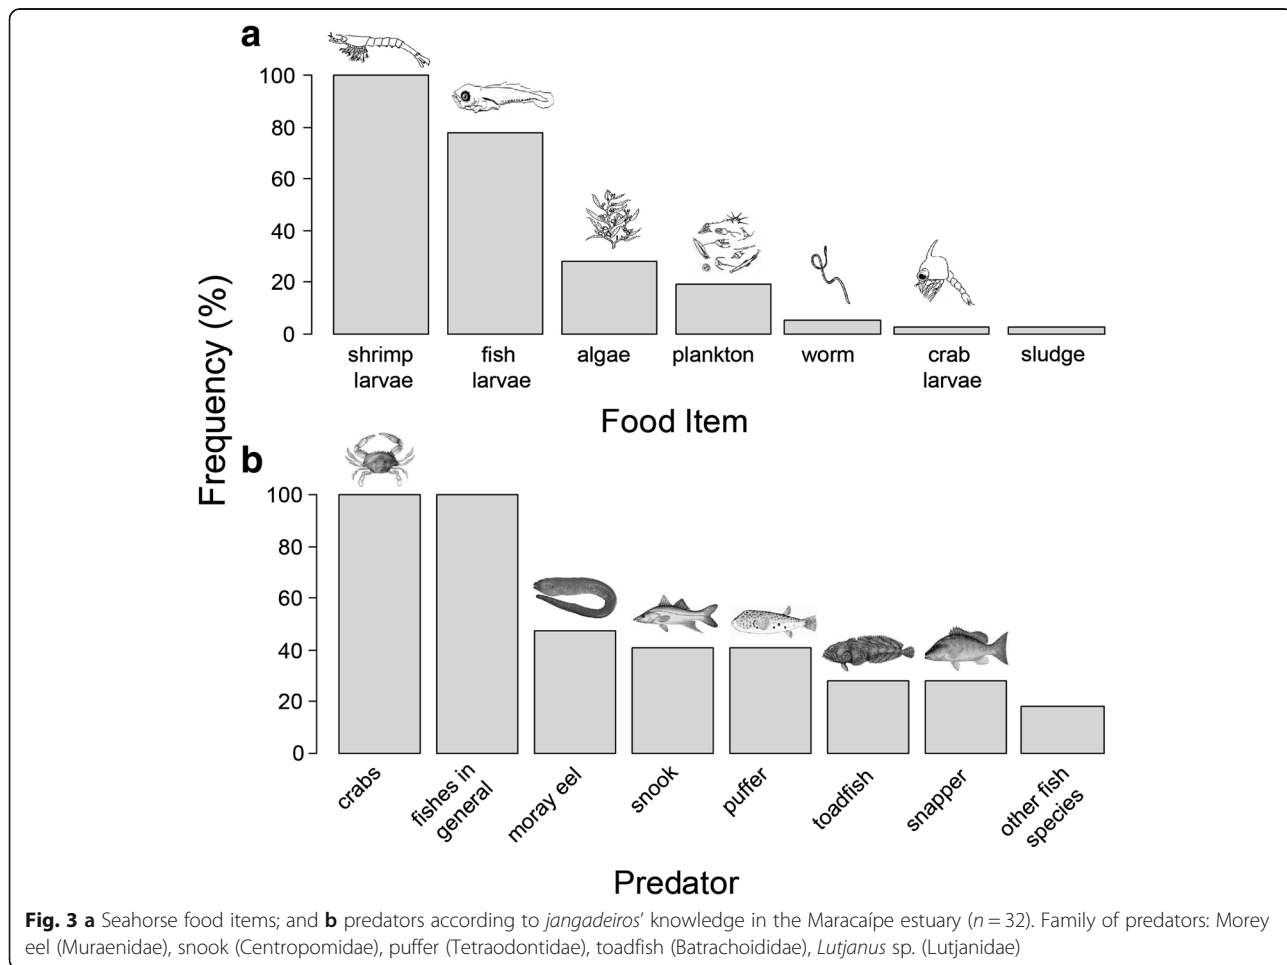 a
100
80
60
40
20
0
shrimp larvae
fish larvae
algae
plankton
worm
crab larvae
sludge
Food Item
Frequency (%)
b
100
80
60
40
20
0
crabs
fishes in general
moray eel
snook
puffer
toadfish
snapper
other fish species
Predator
Fig. 3 a Seahorse food items; and b predators according to jangadeiros' knowledge in the Maracaípe estuary (n = 32). Family of predators: Morey
eel (Muraenidae), snook (Centropomidae), puffer (Tetraodontidae), toadfish (Batrachoididae), Lutjanus sp. (Lutjanidae)